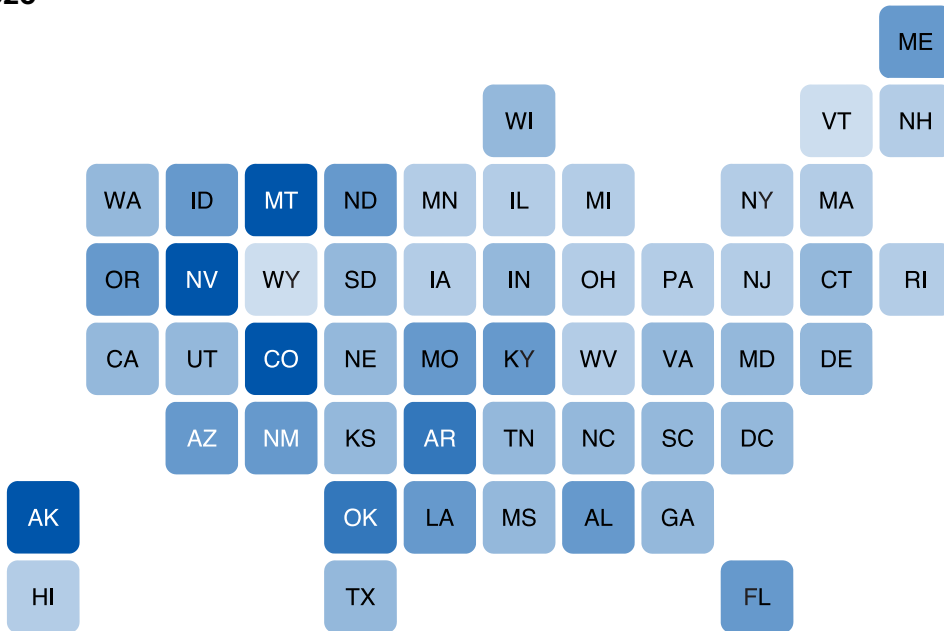 ME
WI VT NH
WA ID MT ND MN IL MI NY MA
OR NV WY SD IA IN OH PA NJ CT RI
CA UT CO NE MO KY WV VA MD DE
AZ NM KS AR TN NC SC DC
AK OK LA MS AL GA
HI TX FL